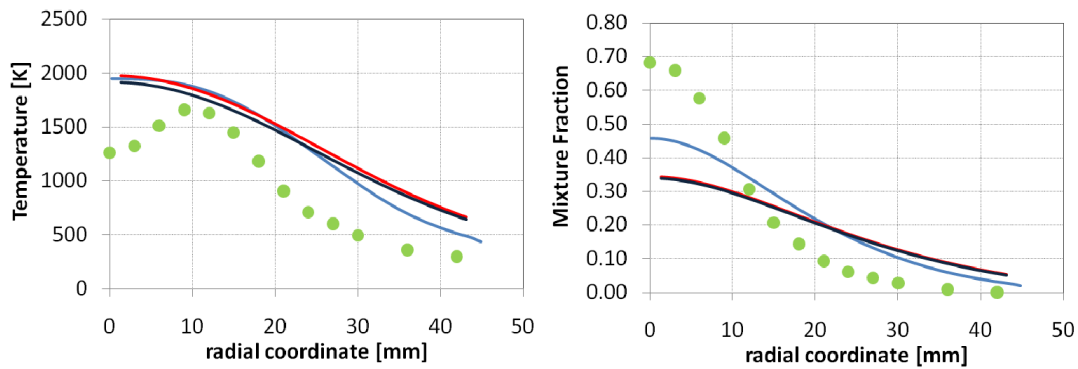 2500
2000
1500
1000
500
0
Temperature [K]
0 10 20 30 40 50
radial coordinate [mm]
0.80
0.70
0.60
0.50
0.40
0.30
0.20
0.10
0.00
Mixture Fraction
0 10 20 30 40 50
radial coordinate [mm]